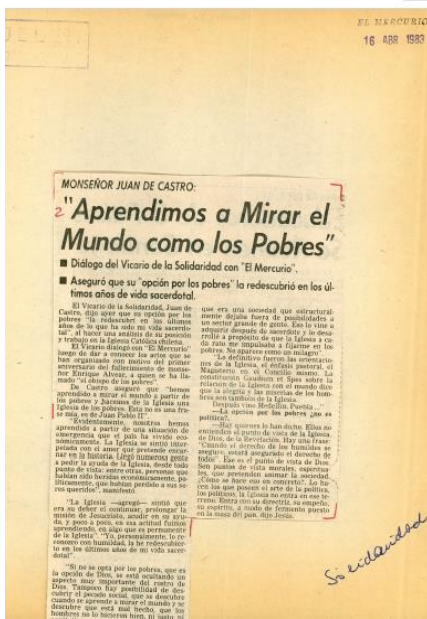 EL MERCURIO
16 ABR 1983
MONSEÑOR JUAN DE CASTRO:
2
"Aprendimos a Mirar el
Mundo como los Pobres"
■ Diálogo del Vicario de la Solidaridad con "El Mercurio".
■ Aseguró que su "opción por los pobres" la redescubrió en los úl-
timos años de vida sacerdotal.
El Vicario de la Solidaridad, Juan de
Castro, dijo ayer que su opción por los
pobres "la redescubrí en los últimos
años de lo que ha sido mi vida sacerdo-
tal", al hacer una análisis de su posición
y trabajo en la Iglesia Católica chilena.
El Vicario dialogó con "El Mercurio"
luego de dar a conocer los actos que se
han organizado con motivo del primer
aniversario del fallecimiento de monse-
ñor Enrique Alvear, a quien se ha lla-
mado "el obispo de los pobres".
De Castro aseguró que "hemos
aprendido a mirar el mundo a partir de
los pobres y hacemos de la Iglesia una
Iglesia de los pobres. Esta no es una fra-
se mía, es de Juan Pablo II".
"Evidentemente, nosotros hemos
aprendido a partir de una situación de
emergencia que el país ha vivido eco-
nómicamente. La Iglesia se sintió inter-
pelada con el amor que pretende encar-
nar en la historia. Llegó numerosa gente
a pedir la ayuda de la Iglesia, desde todo
punto de vista: entre otras, personas que
habían sido heridas económicamente, po-
líticamente, que habían perdido a sus se-
res queridos", manifestó.
"La Iglesia —agregó— sintió que
era su deber el continuar, prolongar la
misión de Jesucristo, acudir en su ayu-
da, y poco a poco, en esa actitud fuimos
aprendiendo, en algo que es permanente
de la Iglesia". "Yo, personalmente, lo re-
conozco con humildad, la he redescubier-
to en los últimos años de mi vida sacer-
dotal".
"Si no se opta por los pobres, que es
la opción de Dios, se está ocultando un
aspecto muy importante del rostro de
Dios. Tampoco hay posibilidad de des-
cubrir el pecado social, que se descubre
cuando se aprende a mirar el mundo y se
descubre que está mal hecho, que los
hombres no lo hicieron bien, ni justo, ni
que era una sociedad que estructural-
mente dejaba fuera de posibilidades a
un sector grande de gente. Eso lo vine a
adquirir después de sacerdote y lo desa-
rrollé a propósito de que la Iglesia a ca-
da rato me impulsaba a fijarme en los
pobres. No aparece como un milagro".
"Lo definitivo fueron las orientacio-
nes de la Iglesia, el énfasis pastoral, el
Magisterio en el Concilio mismo. La
constitución Gaudium et Spes sobre la
relación de la Iglesia con el mundo dice
que la alegría y las miserias de los hom-
bres son también de la Iglesia.
Después vino Medellín, Puebla..."
—La opción por los pobres ¿no es
política?.
—Hay quienes lo han dicho. Ellos no
entienden el punto de vista de la Iglesia,
de Dios, de la Revelación. Hay una frase:
"Cuando el derecho de los humildes se
asegure, estará asegurado el derecho de
todos". Ese es el punto de vista de Dios.
Son puntos de vista morales, espiritua-
les, que pretenden animar la sociedad.
¿Cómo se hace eso en concreto?. Lo ha-
cen los que poseen el arte de la política,
los políticos, la Iglesia no entra en ese te-
rreno. Entra con su directriz, su empeño,
su espíritu, a modo de fermento puesto
en la masa del pan, dijo Jesús.
Solidaridad